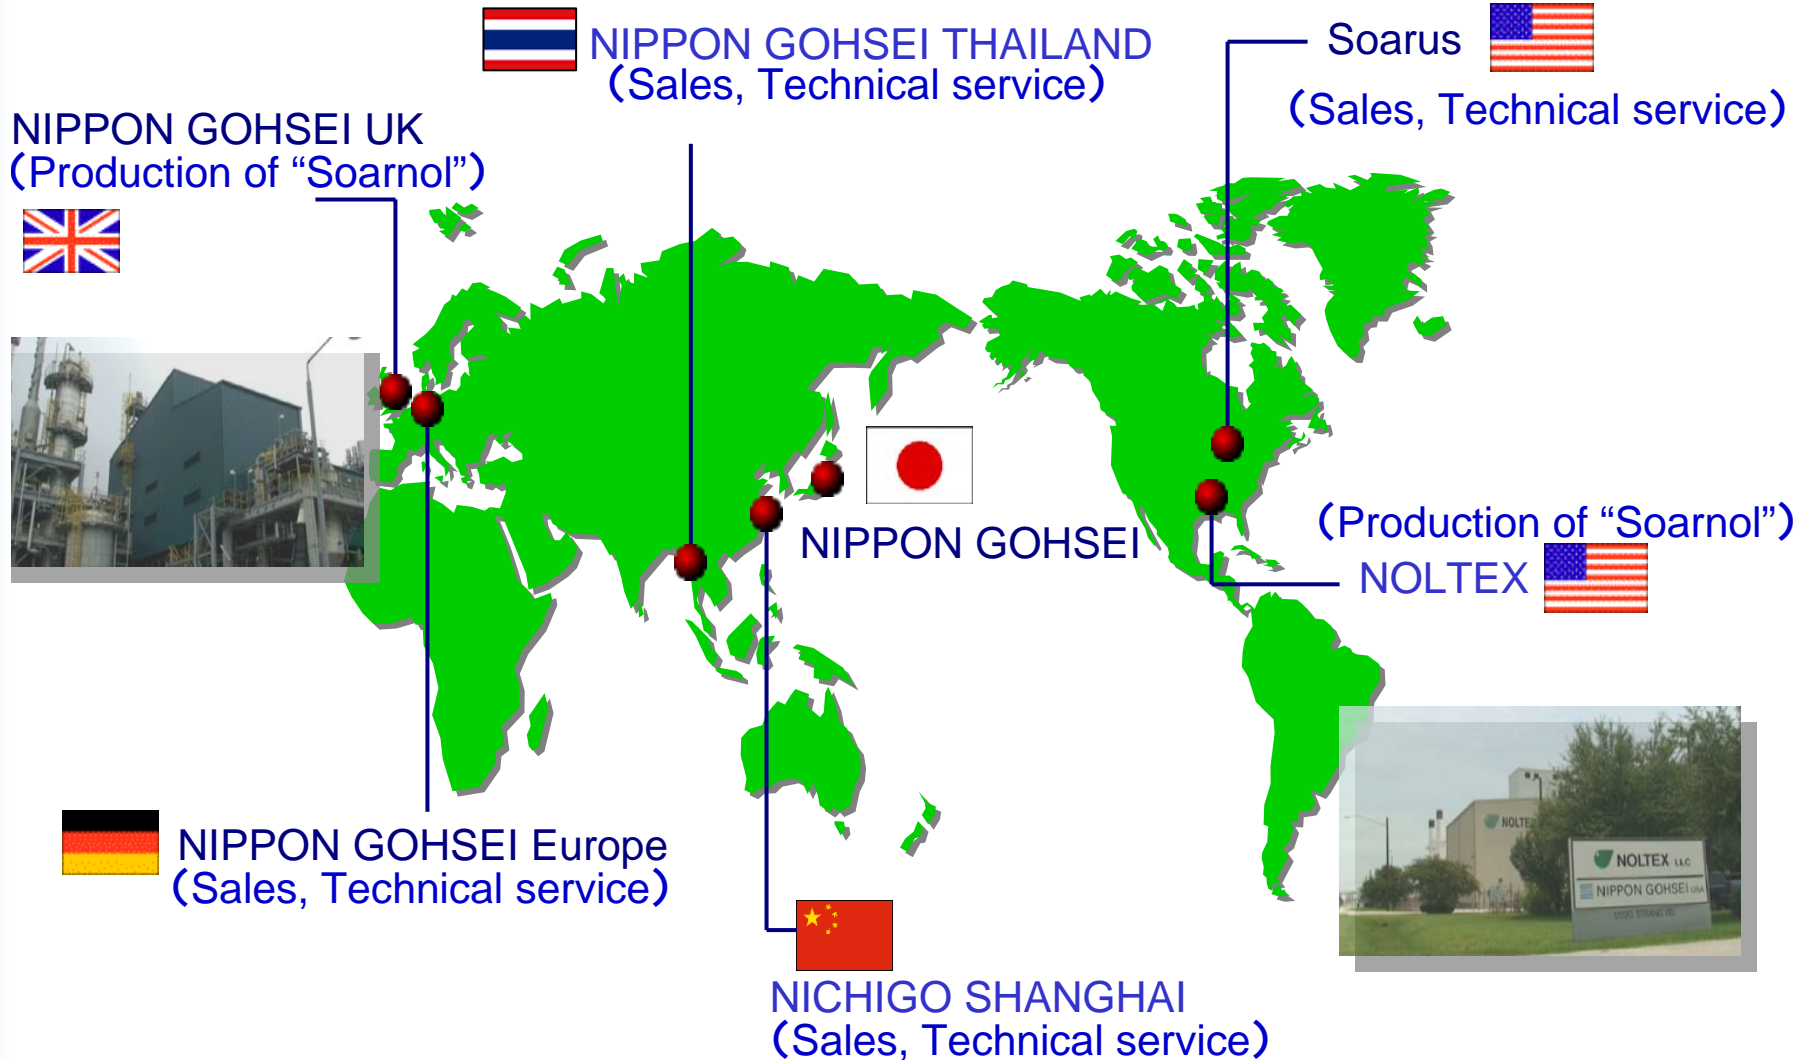 NIPPON GOHSEI THAILAND
(Sales, Technical service)
Soarus
(Sales, Technical service)
NIPPON GOHSEI UK
(Production of “Soarnol”)
NIPPON GOHSEI
(Production of “Soarnol”)
NOLTEX
NIPPON GOHSEI Europe
(Sales, Technical service)
NICHIGO SHANGHAI
(Sales, Technical service)
NOLTEX LLC
NIPPON GOHSEI USA